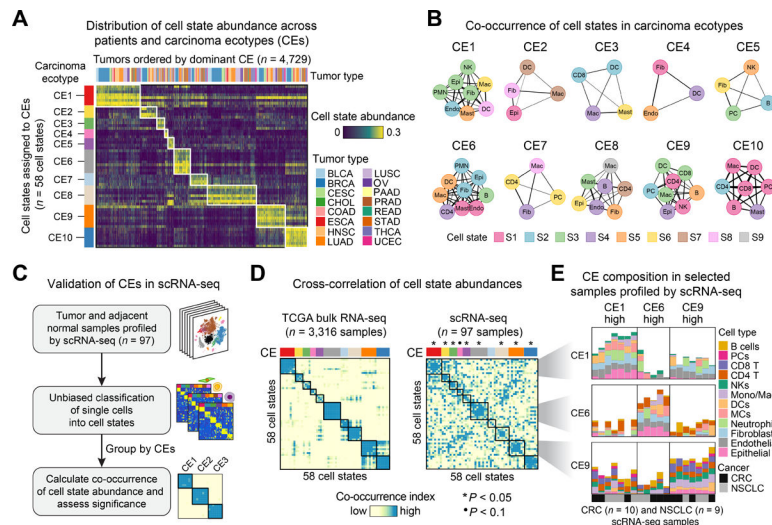 A
Distribution of cell state abundance across
patients and carcinoma ecotypes (CEs)
Carcinoma
ecotype
Tumors ordered by dominant CE (n = 4,729)
Tumor type
CE1
CE2
CE3
CE4
CE5
CE6
CE7
CE8
CE9
CE10
Cell states assigned to CEs
(n = 58 cell states)
Cell state abundance
0 0.3
Tumor type
BLCA LUSC
BRCA OV
CESC PAAD
CHOL PRAD
COAD READ
ESCA STAD
HNSC THCA
LUAD UCEC
B
Co-occurrence of cell states in carcinoma ecotypes
CE1 CE2 CE3 CE4 CE5
NK
Epi
Mac
PMN
Fib
DC
Endo
Mast
DC
Fib
Mac
Epi
DC
CD8
Mac
Mast
Fib
DC
Endo
NK
Fib
PC
B
CE6 CE7 CE8 CE9 CE10
PMN
Mac
Epi
DC
Fib
B
CD4
Mast
Endo
Mac
CD4
PC
Fib
Mac
Mast
DC
B
CD4
Epi
Endo
Fib
DC
CD8
Mac
CD4
PC
B
Epi
NK
Mac
CD4
DC
CD8
PC
B
Mast
NK
Cell state S1 S2 S3 S4 S5 S6 S7 S8 S9
C
Validation of CEs in scRNA-seq
Tumor and adjacent
normal samples profiled
by scRNA-seq (n = 97)
Unbiased classification
of single cells
into cell states
Group by CEs
Calculate co-occurrence
of cell state abundance and
assess significance
CE1 CE2 CE3
D
Cross-correlation of cell state abundances
TCGA bulk RNA-seq
(n = 3,316 samples)
scRNA-seq
(n = 97 samples)
CE
CE
58 cell states
58 cell states
58 cell states
58 cell states
Co-occurrence index
low high
* P < 0.05
• P < 0.1
E
CE composition in selected
samples profiled by scRNA-seq
CE1
high
CE6
high
CE9
high
CE1
CE6
CE9
Cell type
B cells
PCs
CD8 T
CD4 T
NKs
Mono/Mac
DCs
MCs
Neutrophi
Fibroblast
Endotheli
Epithelial
Cancer
CRC
NSCLC
CRC (n = 10) and NSCLC (n = 9)
scRNA-seq samples